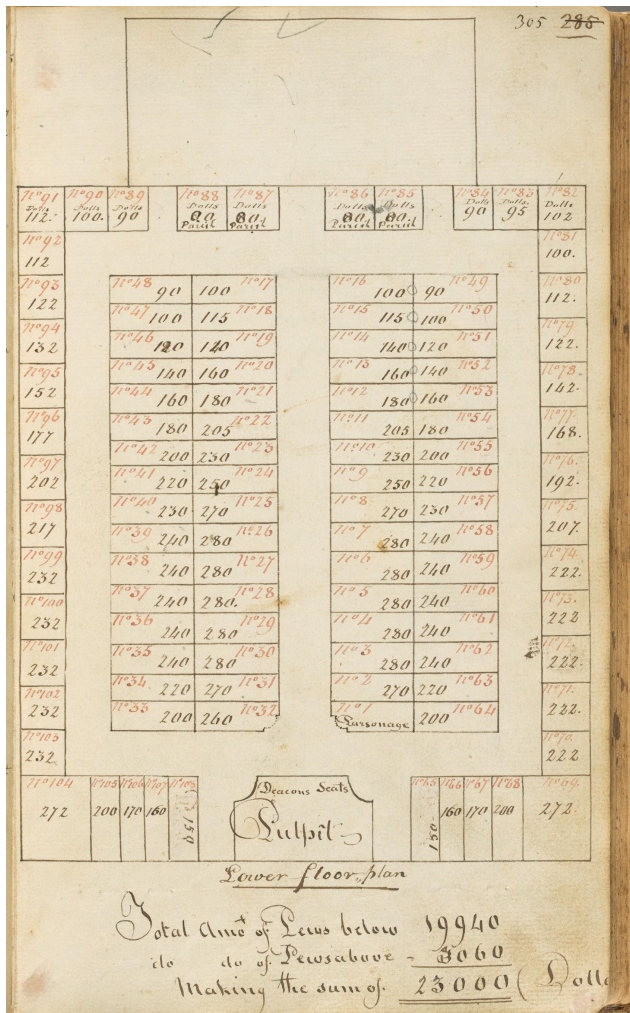 305 285
No 91 No 90 No 89 No 88 No 87 No 86 No 85 No 84 No 83 No 82
Dolls Dolls Dolls Dolls Dolls Dolls Dolls Dolls Dolls. Dolls
112. 100. 90 80 80 80 80. 90 95 102
Parish Parish Parish Parish
No 92 No 81
112 100.
No 93 No 48 No 17 No 16 No 49 No 80
122 90 100 100 90 112.
No 47 No 18 No 15 No 50
100 115 115 100
No 94 No 46 No 19 No 14 No 51 No 79
132 120 140 140 120 122.
No 95 No 45 No 20 No 13 No 52 No 78
152 140 160 160 140 142.
No 44 No 21 No 12 No 53
160 180 180 160
No 96 No 43 No 22 No 11 No 54 No 77
177 180 205 205 180 168.
No 97 No 42 No 23 No 10 No 55 No 76
202 200 230 230 200 192.
No 41 No 24 No 9 No 56
220 250 250 220
No 98 No 40 No 25 No 8 No 57 No 75
217 230 270 270 230 207.
No 99 No 39 No 26 No 7 No 58 No 74
232 240 280 280 240 222.
No 38 No 27 No 6 No 59
240 280 280 240
No 100 No 37 No 28 No 5 No 60 No 73
232 240 280. 280 240 222
No 101 No 36 No 29 No 4 No 61 No 72
232 240 280 280 240 222.
No 35 No 30 No 3 No 62
240 280 280 240
No 102 No 34 No 31 No 2 No 63 No 71
232 220 270 270 220 222.
No 103 No 33 No 32 No 1 No 64 No 70
232 200 260 Parsonage 200 222
No 104 No 105 No 106 No 107 No 108 No 65 No 66 No 67 No 68 No 69
272 200 170 160 150 150 160 170 200 272.
Deacons Seats
Pulpit
Lower floor plan
Total Amot of Pews below 19940
do do of Pews above - 3060
Making the sum of. 23000 (Dolla